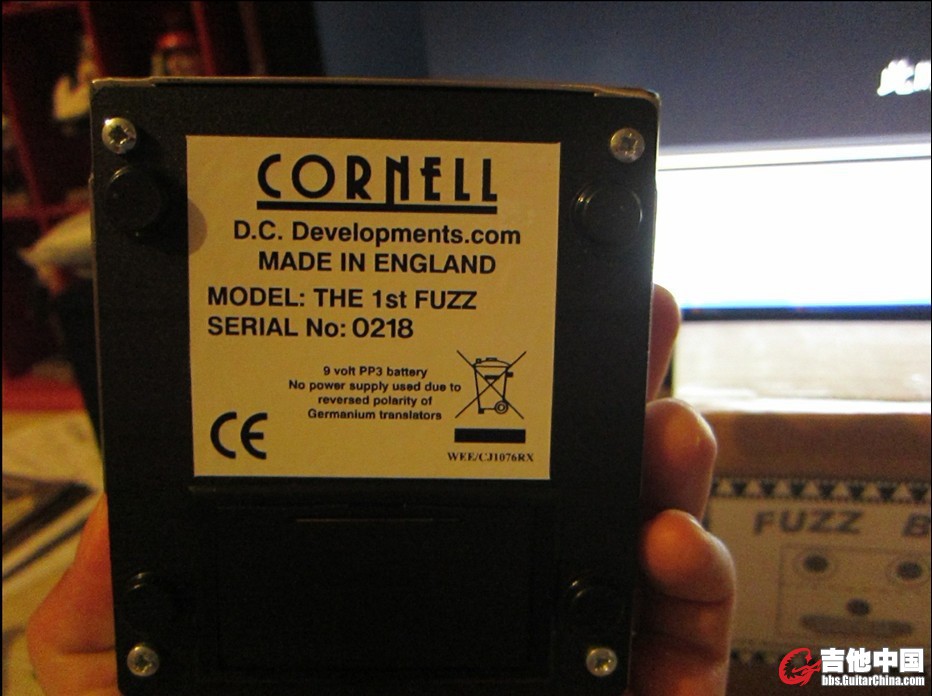 CORNELL
D.C. Developments.com
MADE IN ENGLAND
MODEL: THE 1st FUZZ
SERIAL No: 0218
9 volt PP3 battery
No power supply used due to
reversed polarity of
Germanium translators
CE
WEE/CJ1076RX
FUZZ B
吉他中国
bbs.GuitarChina.com